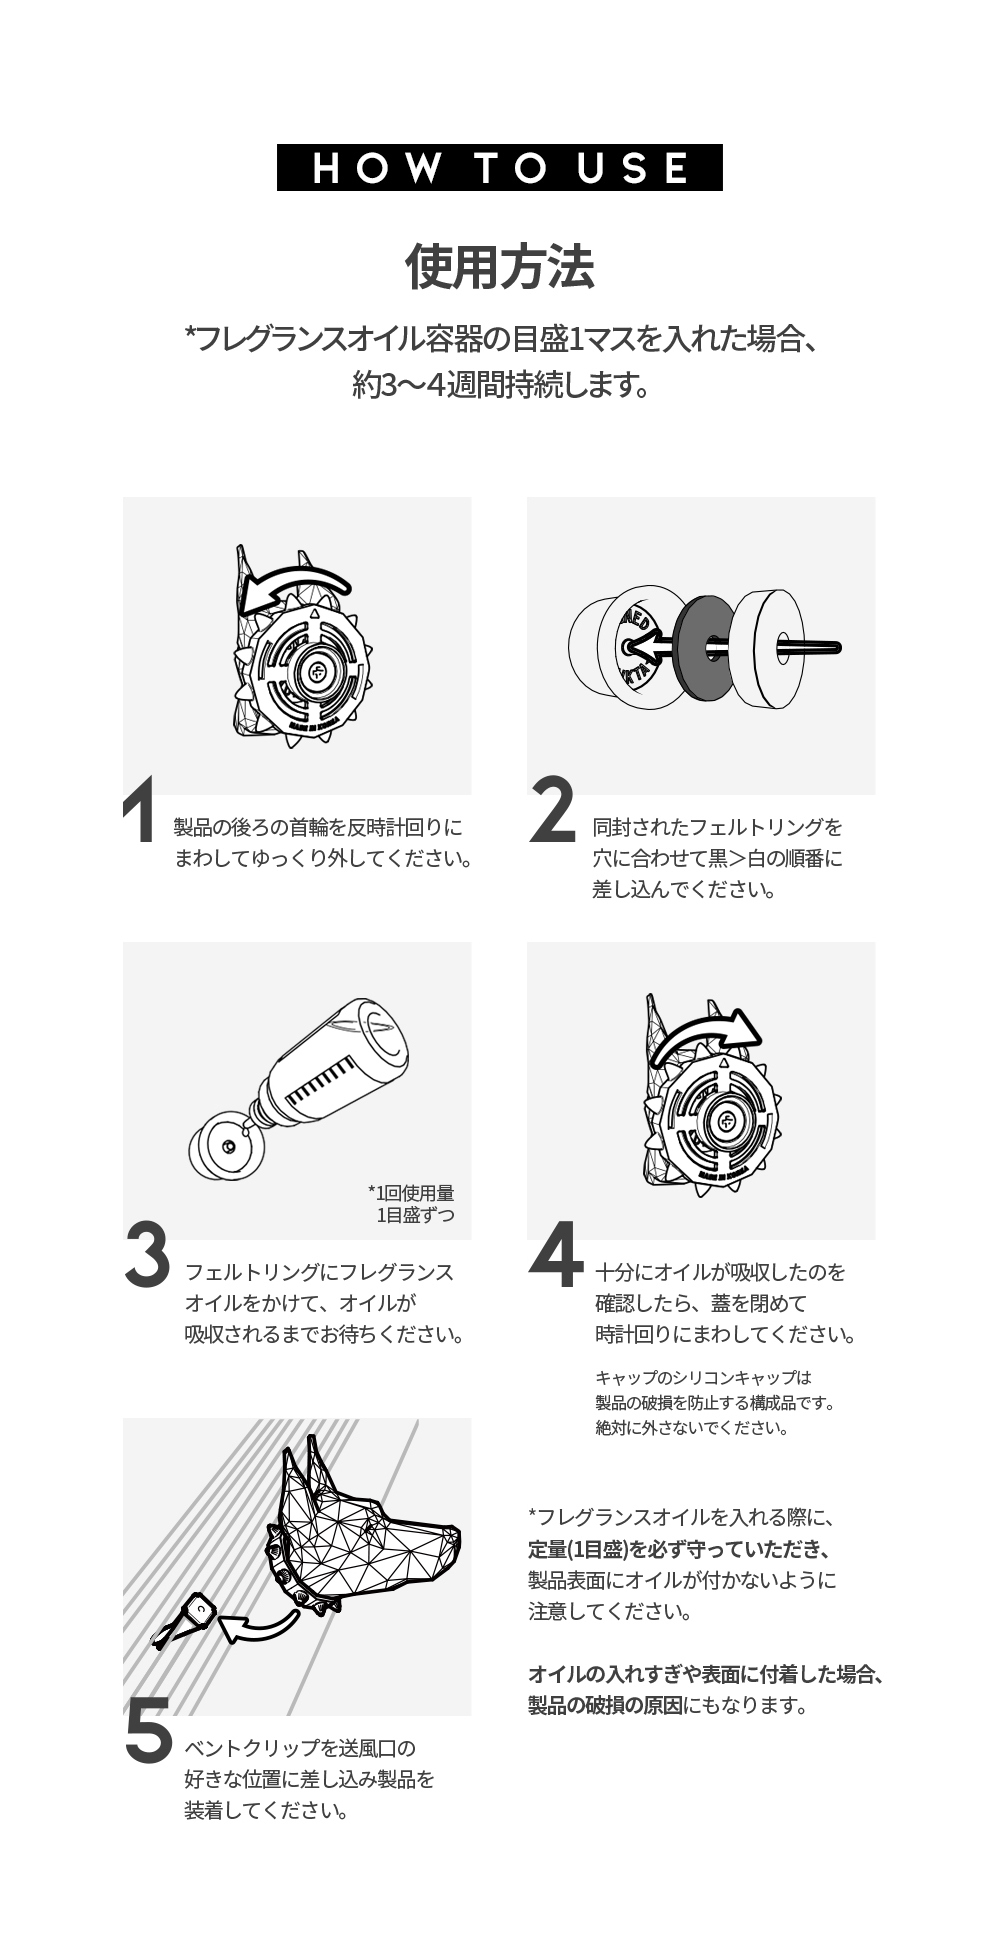 HOW TO USE
使用方法
*フレグランスオイル容器の目盛1マスを入れた場合、
約3〜4週間持続します。
1
製品の後ろの首輪を反時計回りに
まわしてゆっくり外してください。
2
同封されたフェルトリングを
穴に合わせて黒＞白の順番に
差し込んでください。
*1回使用量
1目盛ずつ
3
フェルトリングにフレグランス
オイルをかけて、オイルが
吸収されるまでお待ちください。
MADE IN KOREA
4
十分にオイルが吸収したのを
確認したら、蓋を閉めて
時計回りにまわしてください。
キャップのシリコンキャップは
製品の破損を防止する構成品です。
絶対に外さないでください。
5
ベントクリップを送風口の
好きな位置に差し込み製品を
装着してください。
*フレグランスオイルを入れる際に、
定量(1目盛)を必ず守っていただき、
製品表面にオイルが付かないように
注意してください。
オイルの入れすぎや表面に付着した場合、
製品の破損の原因にもなります。